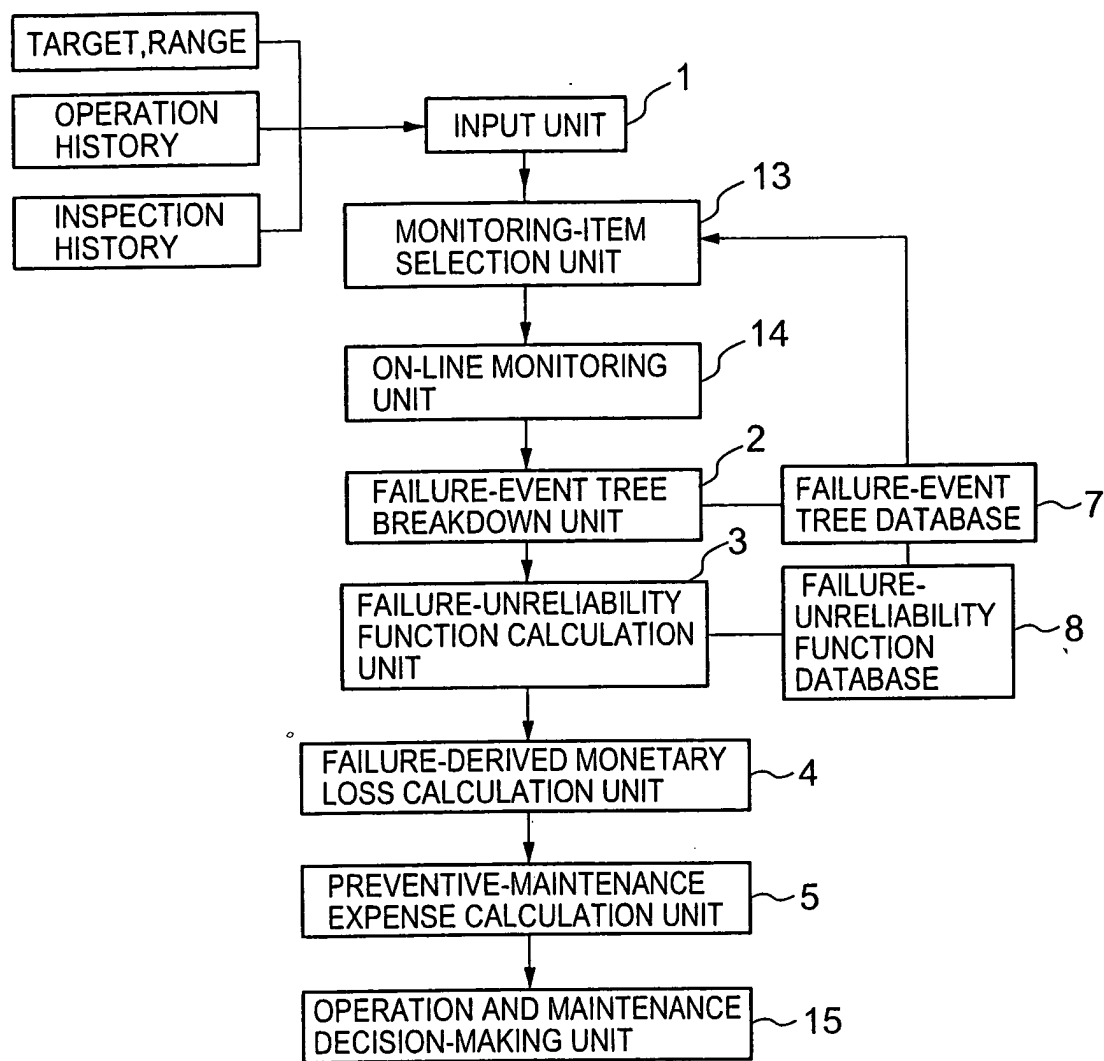 TARGET,RANGE
OPERATION
HISTORY
INSPECTION
HISTORY
1
INPUT UNIT
13
MONITORING-ITEM
SELECTION UNIT
14
ON-LINE MONITORING
UNIT
2
FAILURE-EVENT TREE
BREAKDOWN UNIT
FAILURE-EVENT
TREE DATABASE
7
3
FAILURE-UNRELIABILITY
FUNCTION CALCULATION
UNIT
FAILURE-
UNRELIABILITY
FUNCTION
DATABASE
8
FAILURE-DERIVED MONETARY
LOSS CALCULATION UNIT
4
PREVENTIVE-MAINTENANCE
EXPENSE CALCULATION UNIT
5
OPERATION AND MAINTENANCE
DECISION-MAKING UNIT
15